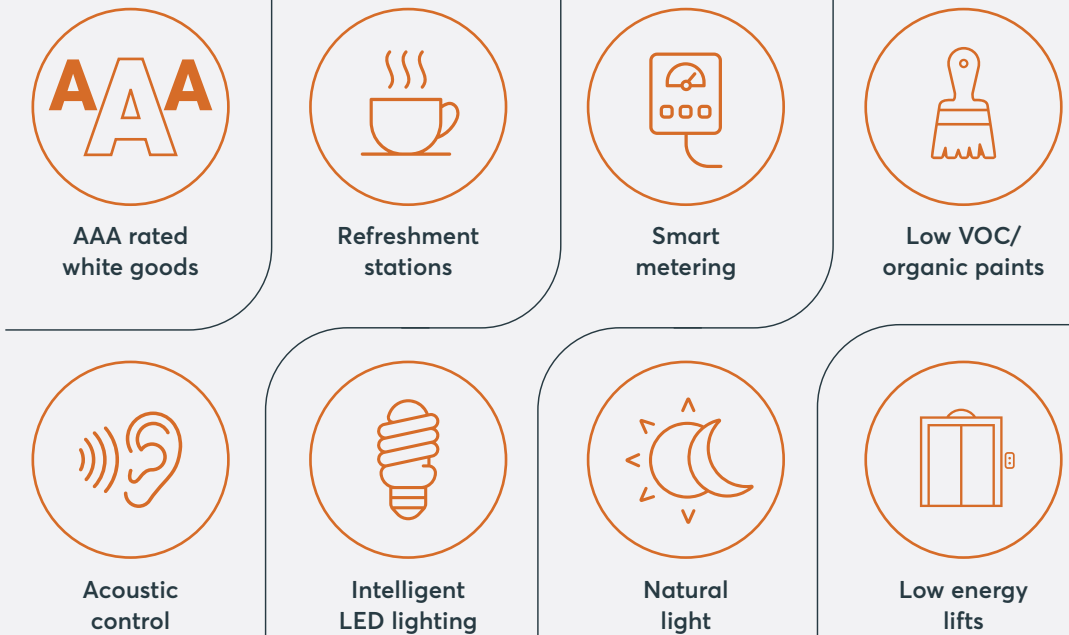 AAA
AAA rated
white goods
Refreshment
stations
Smart
metering
Low VOC/
organic paints
Acoustic
control
Intelligent
LED lighting
Natural
light
Low energy
lifts